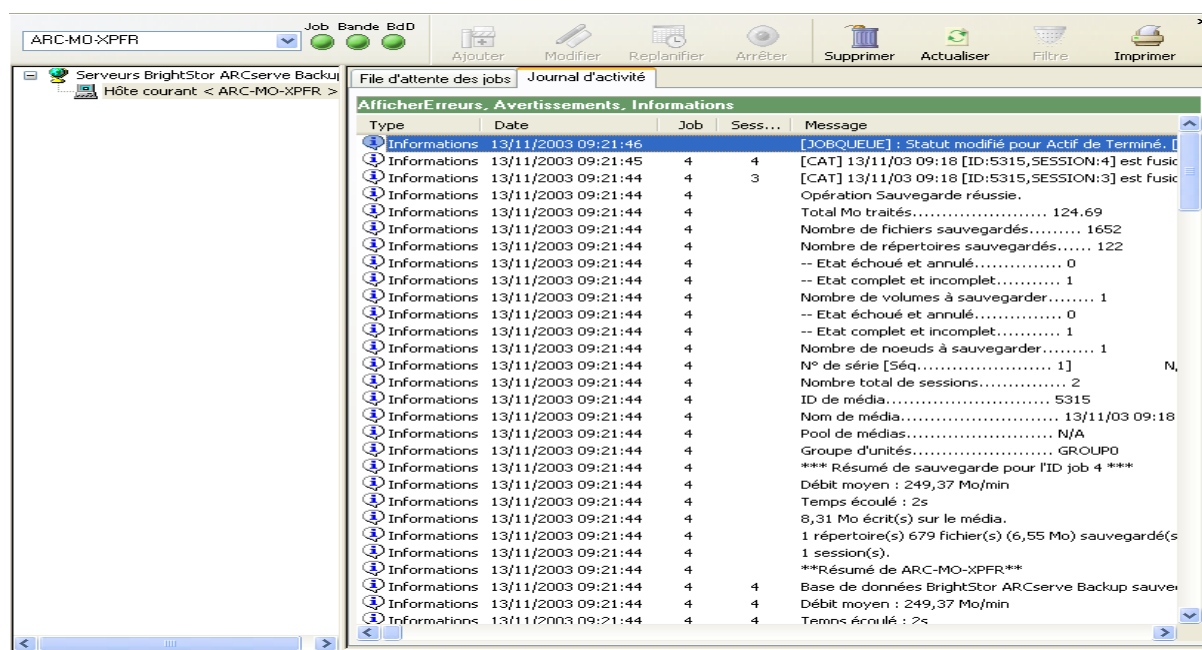 Job Bande BdD
ARC-MO-XPFR
Ajouter Modifier Replanifier Arrêter Supprimer Actualiser Filtre Imprimer
Serveurs BrightStor ARCserve Backup
Hôte courant < ARC-MO-XPFR >
File d'attente des jobs Journal d'activité
AfficherErreurs, Avertissements, Informations
Type Date Job Sess... Message
Informations 13/11/2003 09:21:46 [JOBQUEUE] : Statut modifié pour Actif de Terminé. [
Informations 13/11/2003 09:21:45 4 4 [CAT] 13/11/03 09:18 [ID:5315,SESSION:4] est fusic
Informations 13/11/2003 09:21:44 4 3 [CAT] 13/11/03 09:18 [ID:5315,SESSION:3] est fusic
Informations 13/11/2003 09:21:44 4 Opération Sauvegarde réussie.
Informations 13/11/2003 09:21:44 4 Total Mo traités...................... 124.69
Informations 13/11/2003 09:21:44 4 Nombre de fichiers sauvegardés......... 1652
Informations 13/11/2003 09:21:44 4 Nombre de répertoires sauvegardés...... 122
Informations 13/11/2003 09:21:44 4 -- Etat échoué et annulé.............. 0
Informations 13/11/2003 09:21:44 4 -- Etat complet et incomplet........... 1
Informations 13/11/2003 09:21:44 4 Nombre de volumes à sauvegarder........ 1
Informations 13/11/2003 09:21:44 4 -- Etat échoué et annulé.............. 0
Informations 13/11/2003 09:21:44 4 -- Etat complet et incomplet........... 1
Informations 13/11/2003 09:21:44 4 Nombre de noeuds à sauvegarder......... 1
Informations 13/11/2003 09:21:44 4 N° de série [Séq...................... 1] N,
Informations 13/11/2003 09:21:44 4 Nombre total de sessions.............. 2
Informations 13/11/2003 09:21:44 4 ID de média........................... 5315
Informations 13/11/2003 09:21:44 4 Nom de média.......................... 13/11/03 09:18
Informations 13/11/2003 09:21:44 4 Pool de médias........................ N/A
Informations 13/11/2003 09:21:44 4 Groupe d'unités....................... GROUP0
Informations 13/11/2003 09:21:44 4 *** Résumé de sauvegarde pour l'ID job 4 ***
Informations 13/11/2003 09:21:44 4 Débit moyen : 249,37 Mo/min
Informations 13/11/2003 09:21:44 4 Temps écoulé : 2s
Informations 13/11/2003 09:21:44 4 8,31 Mo écrit(s) sur le média.
Informations 13/11/2003 09:21:44 4 1 répertoire(s) 679 fichier(s) (6,55 Mo) sauvegardé(s
Informations 13/11/2003 09:21:44 4 1 session(s).
Informations 13/11/2003 09:21:44 4 **Résumé de ARC-MO-XPFR**
Informations 13/11/2003 09:21:44 4 4 Base de données BrightStor ARCserve Backup sauve
Informations 13/11/2003 09:21:44 4 4 Débit moyen : 249,37 Mo/min
Informations 13/11/2003 09:21:44 4 4 Temps écoulé : 2s